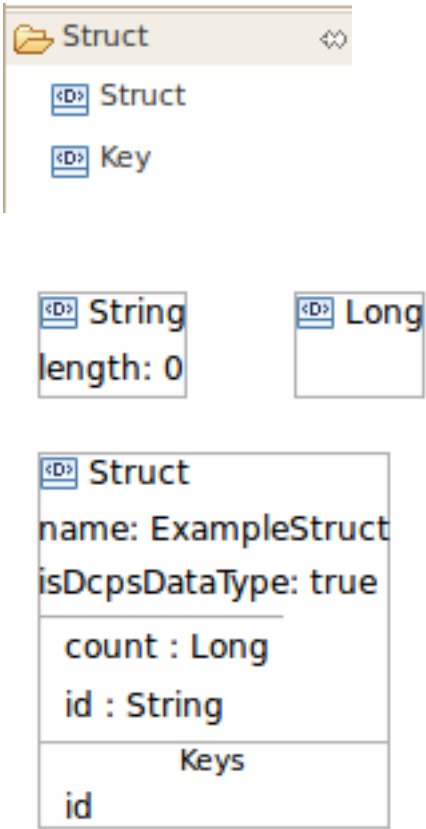 Struct
<D> Struct
<D> Key
<D> String
length: 0
<D> Long
<D> Struct
name: ExampleStruct
isDcpsDataType: true
count : Long
id : String
Keys
id